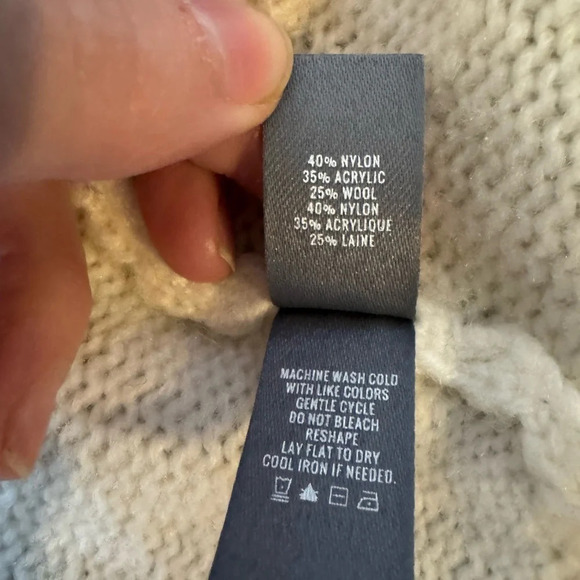 40% NYLON
35% ACRYLIC
25% WOOL
40% NYLON
35% ACRYLIQUE
25% LAINE
MACHINE WASH COLD
WITH LIKE COLORS
GENTLE CYCLE
DO NOT BLEACH
RESHAPE
LAY FLAT TO DRY
COOL IRON IF NEEDED.